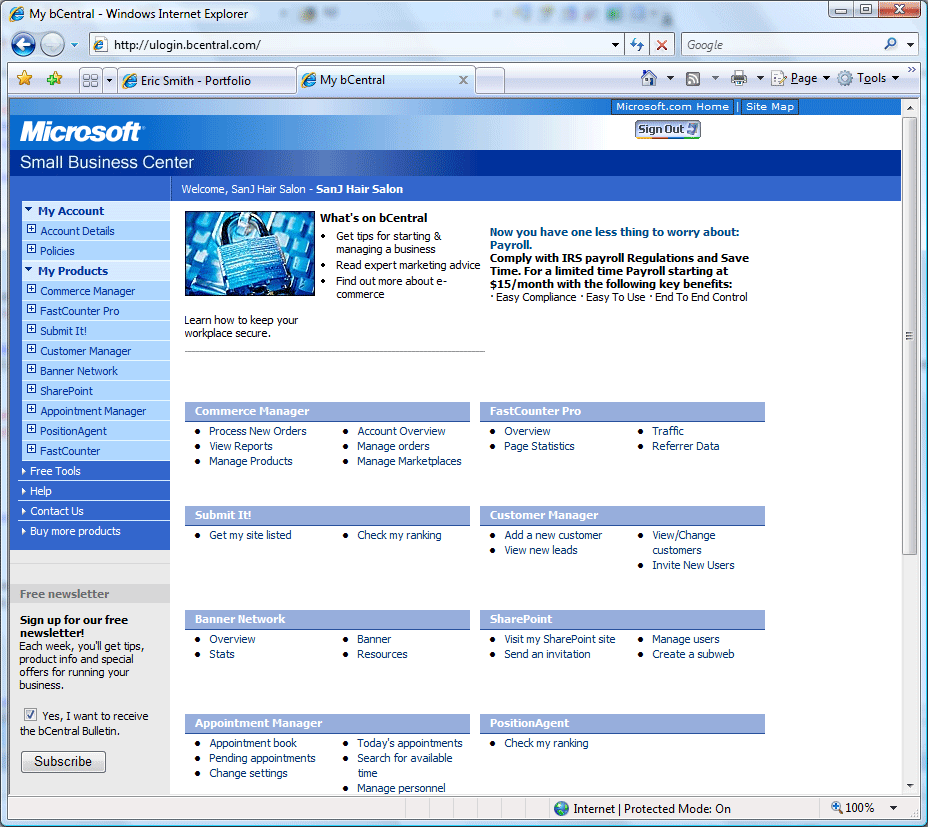 My bCentral - Windows Internet Explorer
http://ulogin.bcentral.com/
Google
Eric Smith - Portfolio
My bCentral
Page
Tools
Microsoft.com Home | Site Map
Microsoft
Sign Out
Small Business Center
Welcome, SanJ Hair Salon - SanJ Hair Salon
My Account
Account Details
Policies
My Products
Commerce Manager
FastCounter Pro
Submit It!
Customer Manager
Banner Network
SharePoint
Appointment Manager
PositionAgent
FastCounter
Free Tools
Help
Contact Us
Buy more products
Free newsletter
Sign up for our free
newsletter!
Each week, you'll get tips,
product info and special
offers for running your
business.
Yes, I want to receive
the bCentral Bulletin.
Subscribe
What's on bCentral
• Get tips for starting &
managing a business
• Read expert marketing advice
• Find out more about e-
commerce
Learn how to keep your
workplace secure.
Now you have one less thing to worry about:
Payroll.
Comply with IRS payroll Regulations and Save
Time. For a limited time Payroll starting at
$15/month with the following key benefits:
· Easy Compliance · Easy To Use · End To End Control
Commerce Manager
• Process New Orders
• View Reports
• Manage Products
• Account Overview
• Manage orders
• Manage Marketplaces
FastCounter Pro
• Overview
• Page Statistics
• Traffic
• Referrer Data
Submit It!
• Get my site listed
• Check my ranking
Customer Manager
• Add a new customer
• View new leads
• View/Change
customers
• Invite New Users
Banner Network
• Overview
• Stats
• Banner
• Resources
SharePoint
• Visit my SharePoint site
• Send an invitation
• Manage users
• Create a subweb
Appointment Manager
• Appointment book
• Pending appointments
• Change settings
• Today's appointments
• Search for available
time
• Manage personnel
PositionAgent
• Check my ranking
Internet | Protected Mode: On
100%